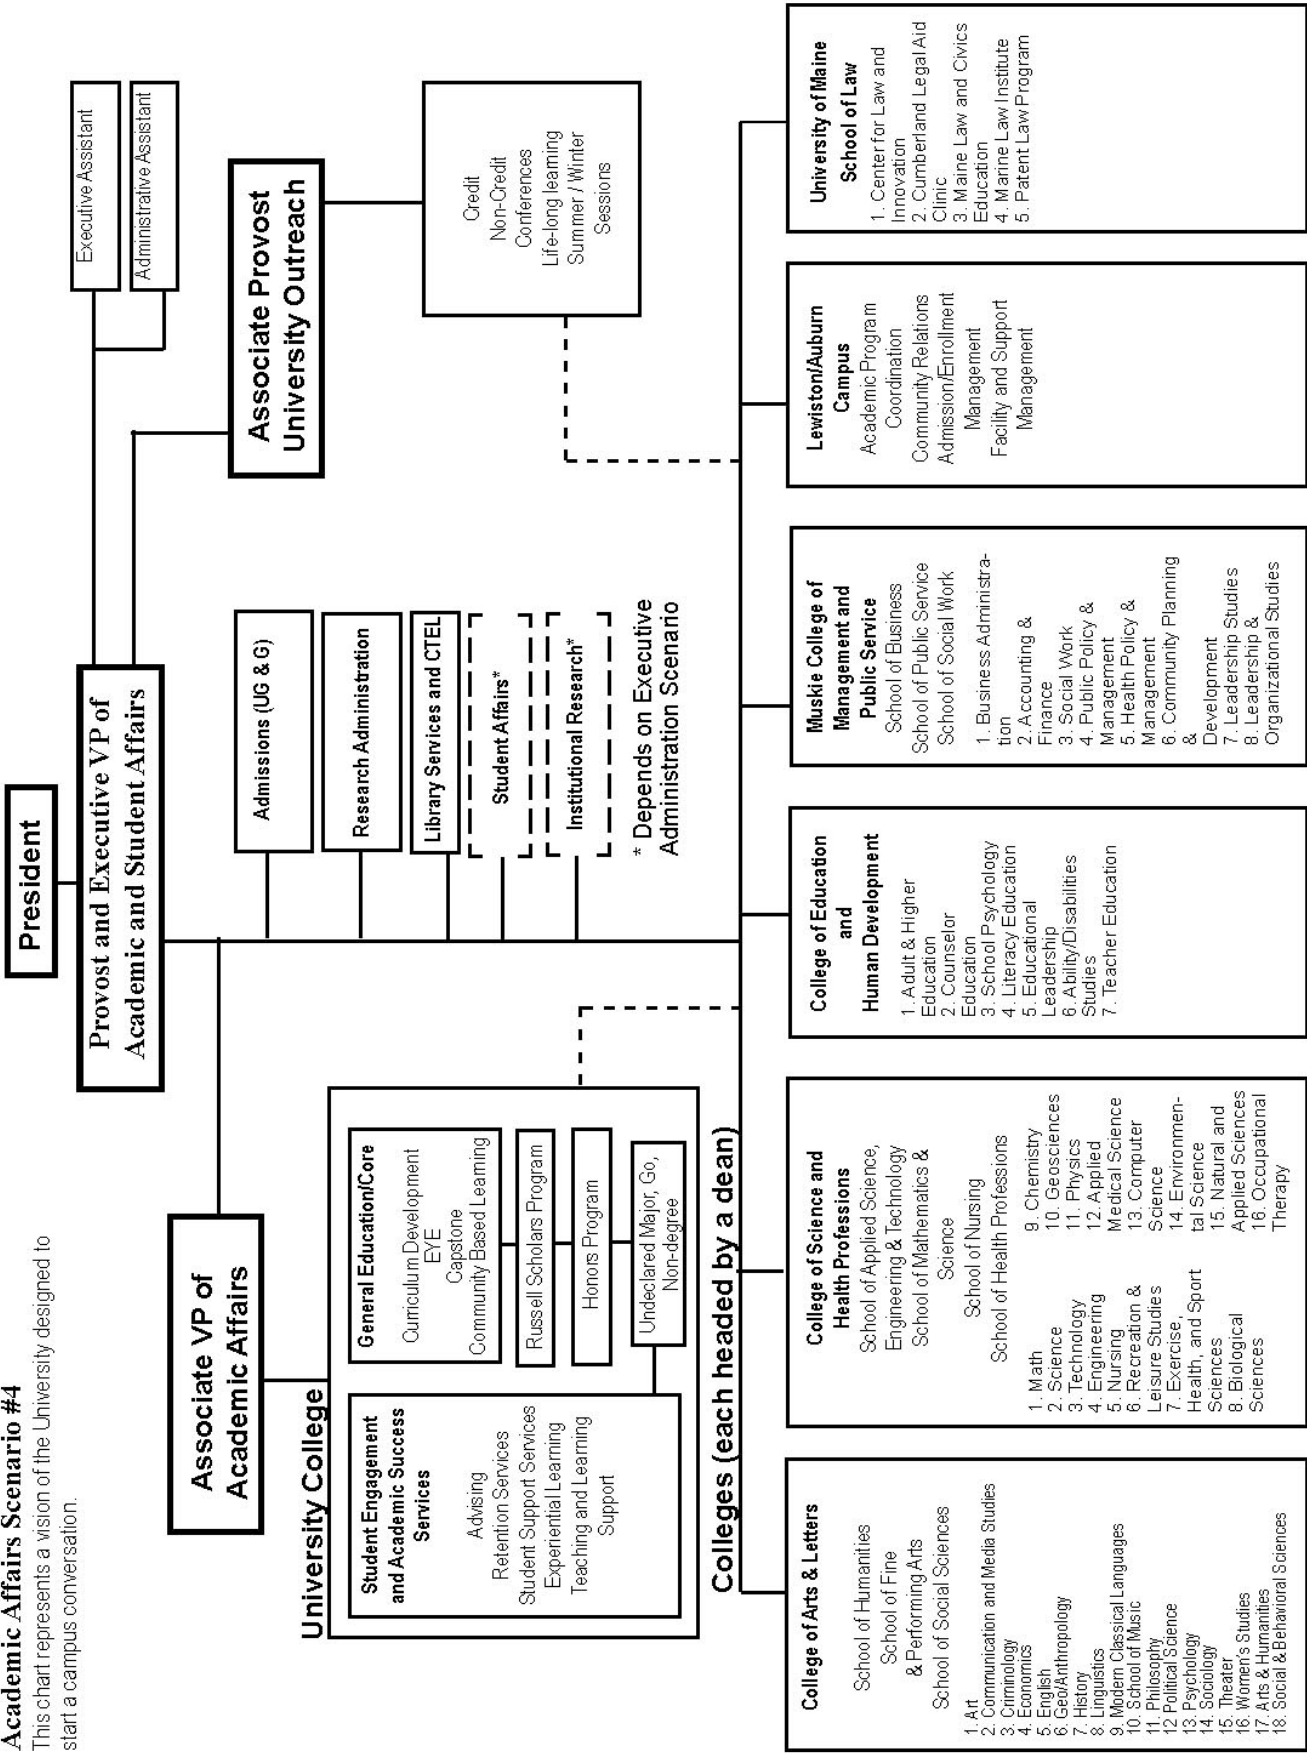 Academic Affairs Scenario #4
This chart represents a vision of the University designed to
start a campus conversation.
President
Provost and Executive VP of
Academic and Student Affairs
Executive Assistant
Administrative Assistant
Associate VP of
Academic Affairs
Associate Provost
University Outreach
Admissions (UG & G)
Research Administration
Library Services and CTEL
Student Affairs*
Institutional Research*
* Depends on Executive
Administration Scenario
Credit
Non-Credit
Conferences
Life-long learning
Summer / Winter
Sessions
University College
Student Engagement
and Academic Success
Services
Advising
Retention Services
Student Support Services
Experiential Learning
Teaching and Learning
Support
General Education/Core
Curriculum Development
EYE
Capstone
Community Based Learning
Russell Scholars Program
Honors Program
Undeclared Major, Go,
Non-degree
Colleges (each headed by a dean)
College of Arts & Letters
School of Humanities
School of Fine
& Performing Arts
School of Social Sciences
1. Art
2. Communication and Media Studies
3. Criminology
4. Economics
5. English
6. Geo/Anthropology
7. History
8. Linguistics
9. Modern Classical Languages
10. School of Music
11. Philosophy
12 Political Science
13. Psychology
14. Sociology
15. Theater
16. Women's Studies
17. Arts & Humanities
18. Social & Behavioral Sciences
College of Science and
Health Professions
School of Applied Science,
Engineering & Technology
School of Mathematics &
Science
School of Nursing
School of Health Professions
1. Math
2. Science
3. Technology
4. Engineering
5. Nursing
6. Recreation &
Leisure Studies
7. Exercise,
Health, and Sport
Sciences
8. Biological
Sciences
9. Chemistry
10. Geosciences
11. Physics
12. Applied
Medical Science
13. Computer
Science
14. Environmen-
tal Science
15. Natural and
Applied Sciences
16. Occupational
Therapy
College of Education
and
Human Development
1. Adult & Higher
Education
2. Counselor
Education
3. School Psychology
4. Literacy Education
5. Educational
Leadership
6. Ability/Disabilities
Studies
7. Teacher Education
Muskie College of
Management and
Public Service
School of Business
School of Public Service
School of Social Work
1. Business Administra-
tion
2. Accounting &
Finance
3. Social Work
4. Public Policy &
Management
5. Health Policy &
Management
6. Community Planning
&
Development
7. Leadership Studies
8. Leadership &
Organizational Studies
Lewiston/Auburn
Campus
Academic Program
Coordination
Community Relations
Admission/Enrollment
Management
Facility and Support
Management
University of Maine
School of Law
1. Center for Law and
Innovation
2. Cumberland Legal Aid
Clinic
3. Maine Law and Civics
Education
4. Marine Law Institute
5. Patent Law Program